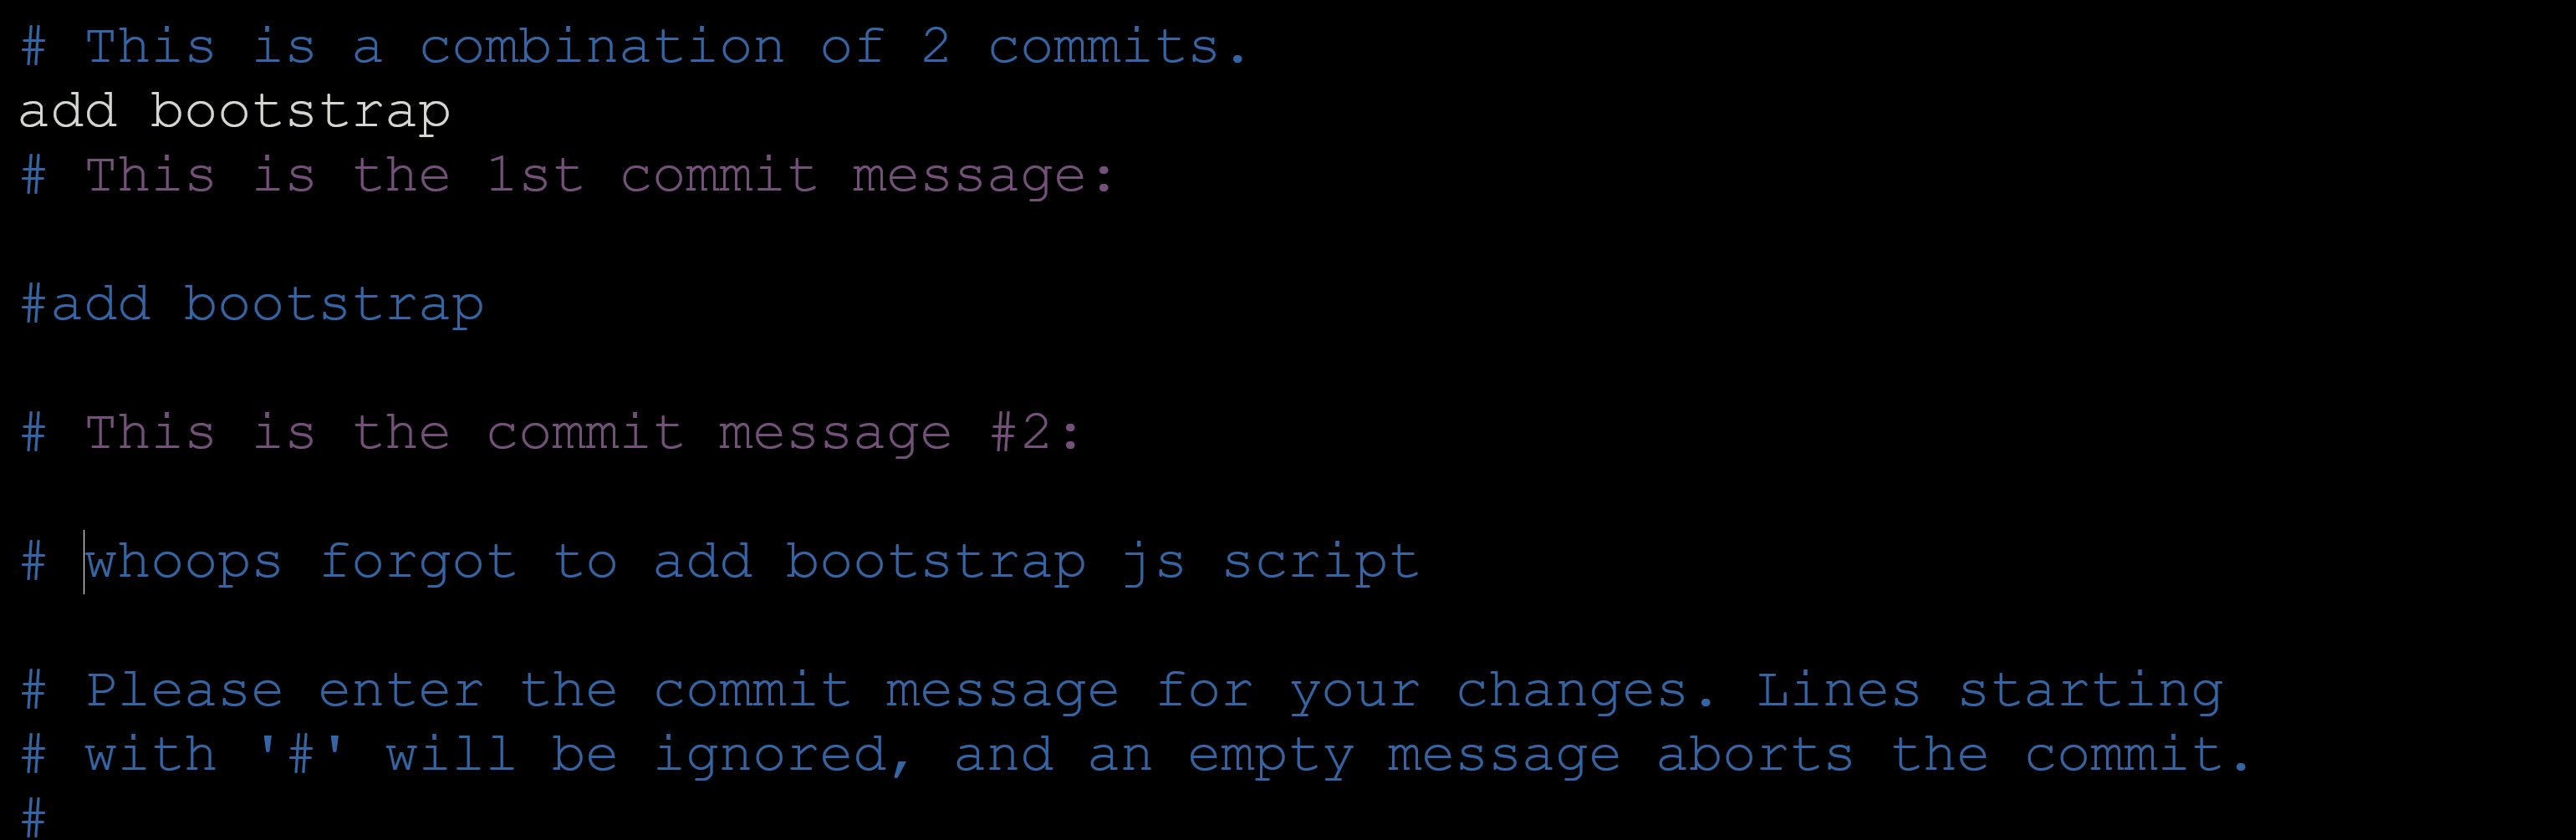 # This is a combination of 2 commits.
add bootstrap
# This is the 1st commit message:
#add bootstrap
# This is the commit message #2:
# whoops forgot to add bootstrap js script
# Please enter the commit message for your changes. Lines starting
# with '#' will be ignored, and an empty message aborts the commit.
#